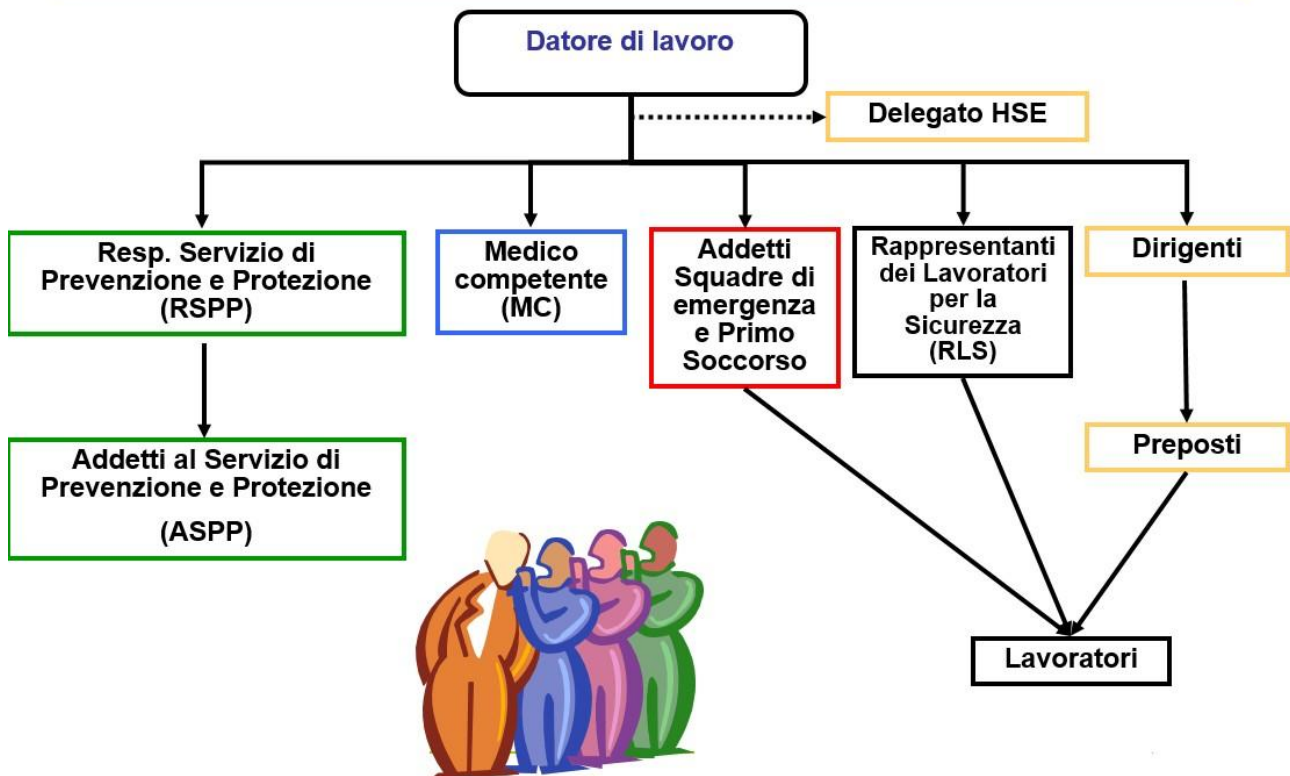 Datore di lavoro
Delegato HSE
Resp. Servizio di
Prevenzione e Protezione
(RSPP)
Medico
competente
(MC)
Addetti
Squadre di
emergenza
e Primo
Soccorso
Rappresentanti
dei Lavoratori
per la
Sicurezza
(RLS)
Dirigenti
Addetti al Servizio di
Prevenzione e Protezione
(ASPP)
Preposti
Lavoratori